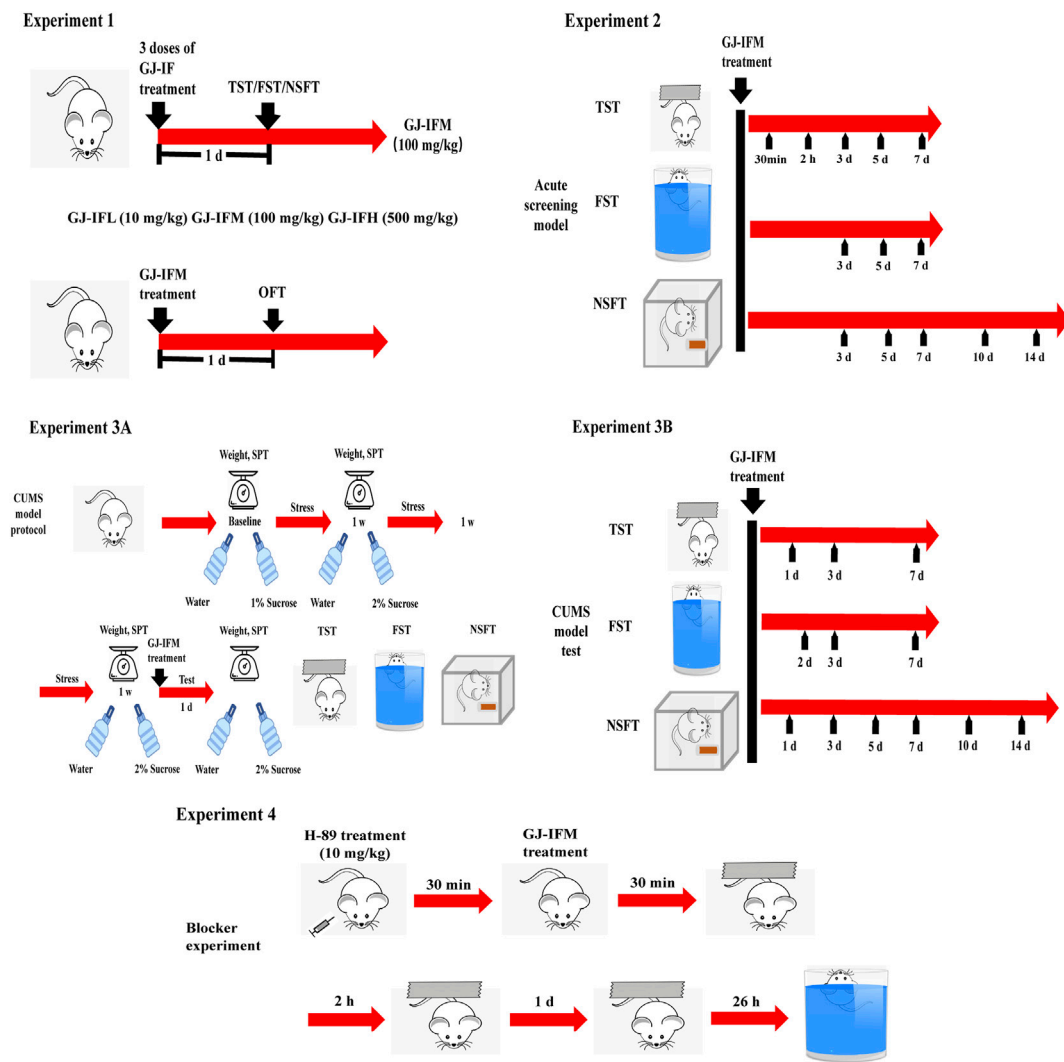 Experiment 1
3 doses of
GJ-IF
treatment
TST/FST/NSFT
GJ-IFM
(100 mg/kg)
1 d
GJ-IFL (10 mg/kg) GJ-IFM (100 mg/kg) GJ-IFH (500 mg/kg)
GJ-IFM
treatment
OFT
1 d
Experiment 2
GJ-IFM
treatment
TST
30min
2 h
3 d
5 d
7 d
Acute
screening
model
FST
3 d
5 d
7 d
NSFT
3 d
5 d
7 d
10 d
14 d
Experiment 3A
CUMS
model
protocol
Weight, SPT
Baseline
Water
1% Sucrose
Stress
Weight, SPT
1 w
Water
2% Sucrose
Stress
1 w
Stress
Weight, SPT
1 w
Water
2% Sucrose
GJ-IFM
treatment
Test
1 d
Weight, SPT
Water
2% Sucrose
TST
FST
NSFT
Experiment 3B
GJ-IFM
treatment
TST
1 d
3 d
7 d
CUMS
model
test
FST
2 d
3 d
7 d
NSFT
1 d
3 d
5 d
7 d
10 d
14 d
Experiment 4
Blocker
experiment
H-89 treatment
(10 mg/kg)
30 min
GJ-IFM
treatment
30 min
2 h
1 d
26 h